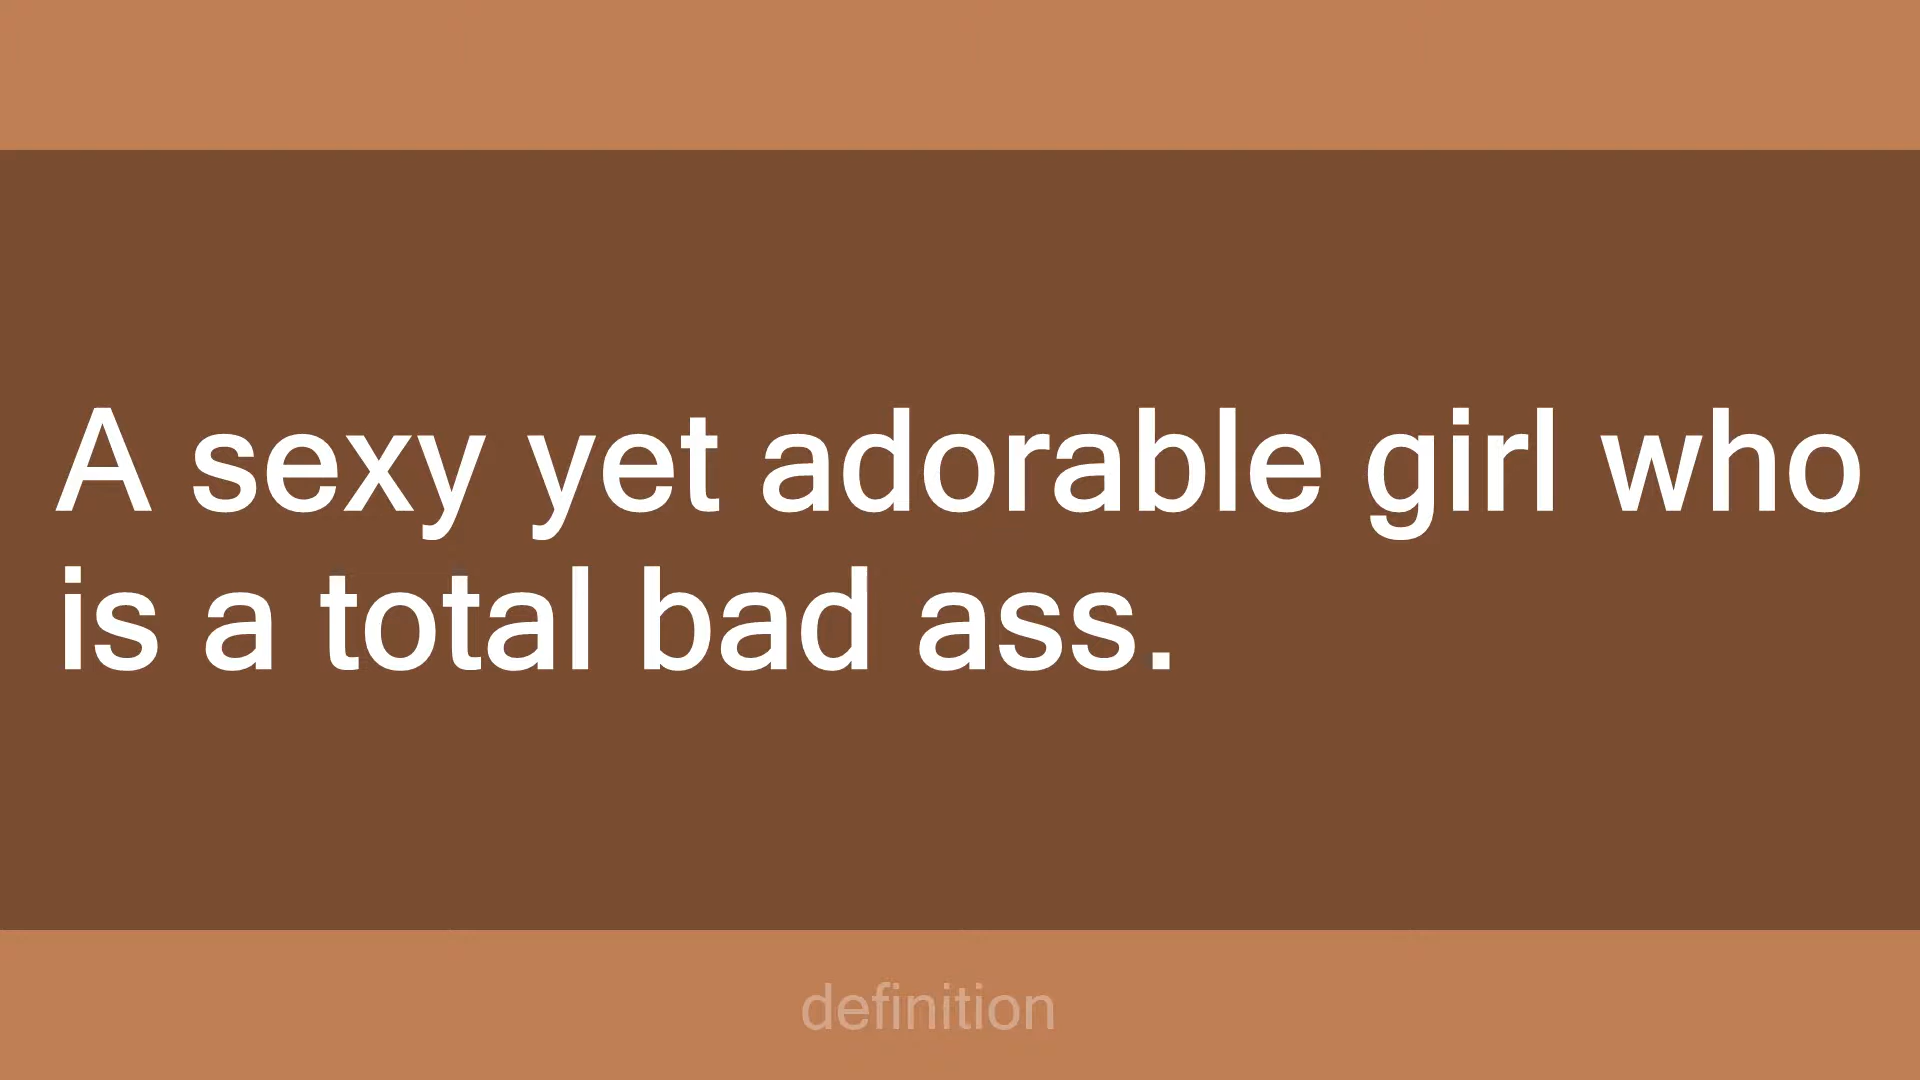 A sexy yet adorable girl who
is a total bad ass.
definition